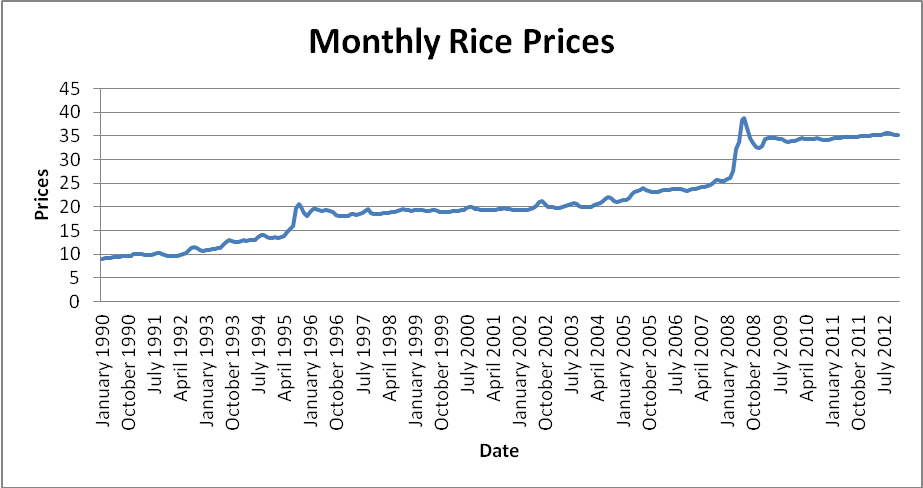 Monthly Rice Prices
45
40
35
30
25
20
15
10
5
0
Prices
January 1990
October 1990
July 1991
April 1992
January 1993
October 1993
July 1994
April 1995
January 1996
October 1996
July 1997
April 1998
January 1999
October 1999
July 2000
April 2001
January 2002
October 2002
July 2003
April 2004
January 2005
October 2005
July 2006
April 2007
January 2008
October 2008
July 2009
April 2010
January 2011
October 2011
July 2012
Date